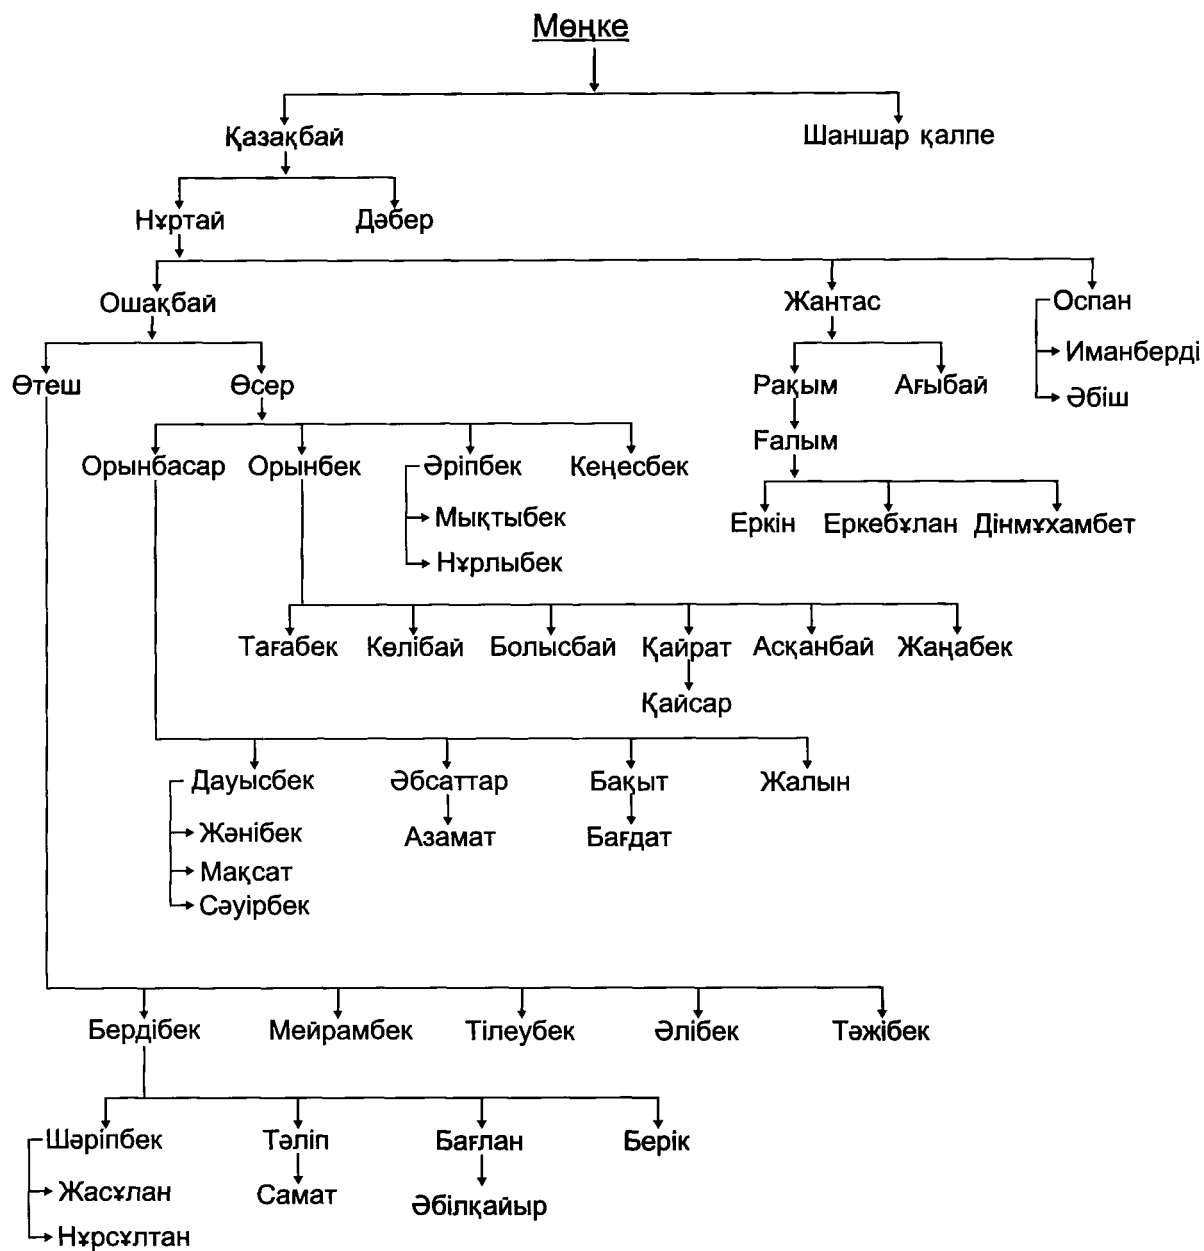 Мөңке
Қазақбай Шаншар қалпе
Нұртай Дәбер
Ошақбай Жантас Оспан
Иманберді
Өтеш Өсер Рақым Ағыбай Әбіш
Ғалым
Орынбасар Орынбек Әріпбек Кеңесбек
Мықтыбек Еркін Еркебұлан Дінмұхамбет
Нұрлыбек
Тағабек Көлібай Болысбай Қайрат Асқанбай Жаңабек
Қайсар
Дауысбек Әбсаттар Бақыт Жалын
Жәнібек Азамат Бағдат
Мақсат
Сәуірбек
Бердібек Мейрамбек Тілеубек Әлібек Тәжібек
Шәріпбек Тәліп Бағлан Берік
Жасұлан Самат Әбілқайыр
Нұрсұлтан